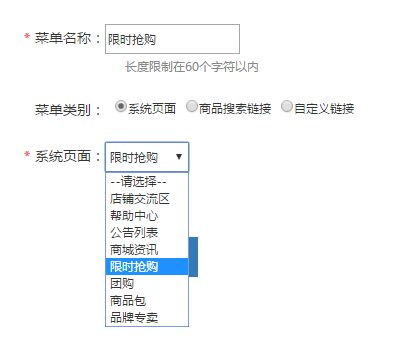 * 菜单名称：限时抢购
长度限制在60个字符以内
菜单类别： 系统页面 商品搜索链接 自定义链接
* 系统页面：限时抢购
--请选择--
店铺交流区
帮助中心
公告列表
商城资讯
限时抢购
团购
商品包
品牌专卖